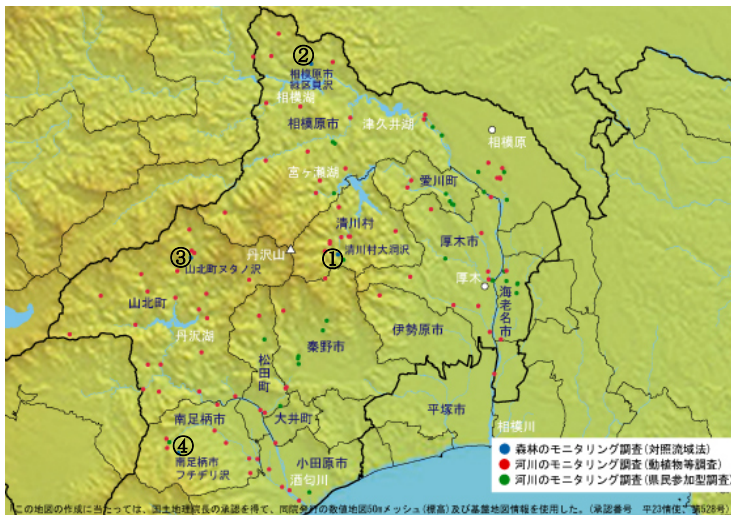 ②
相模原市
緑区貝沢
相模湖
相模原市
津久井湖
相模原
宮ヶ瀬湖
愛川町
清川村
丹沢山
①
清川村大洞沢
厚木市
③
山北町ヌタノ沢
厚木
海老名市
山北町
丹沢湖
伊勢原市
秦野市
松田町
平塚市
南足柄市
大井町
相模川
④
南足柄市
フチヂリ沢
小田原市
酒匂川
森林のモニタリング調査(対照流域法)
河川のモニタリング調査(動植物等調査)
河川のモニタリング調査(県民参加型調査)
この地図の作成に当たっては、国土地理院長の承認を得て、同院発行の数値地図50mメッシュ(標高)及び基盤地図情報を使用した。(承認番号 平23情使、第528号)